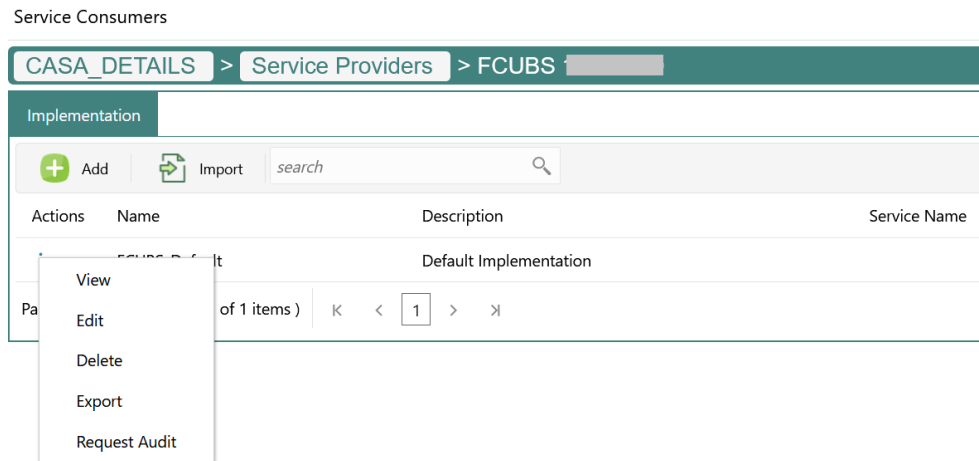 Service Consumers
CASA_DETAILS > Service Providers > FCUBS
Implementation
Add Import search
Actions Name Description Service Name
Default Implementation
View
of 1 items ) 1
Edit
Delete
Export
Request Audit